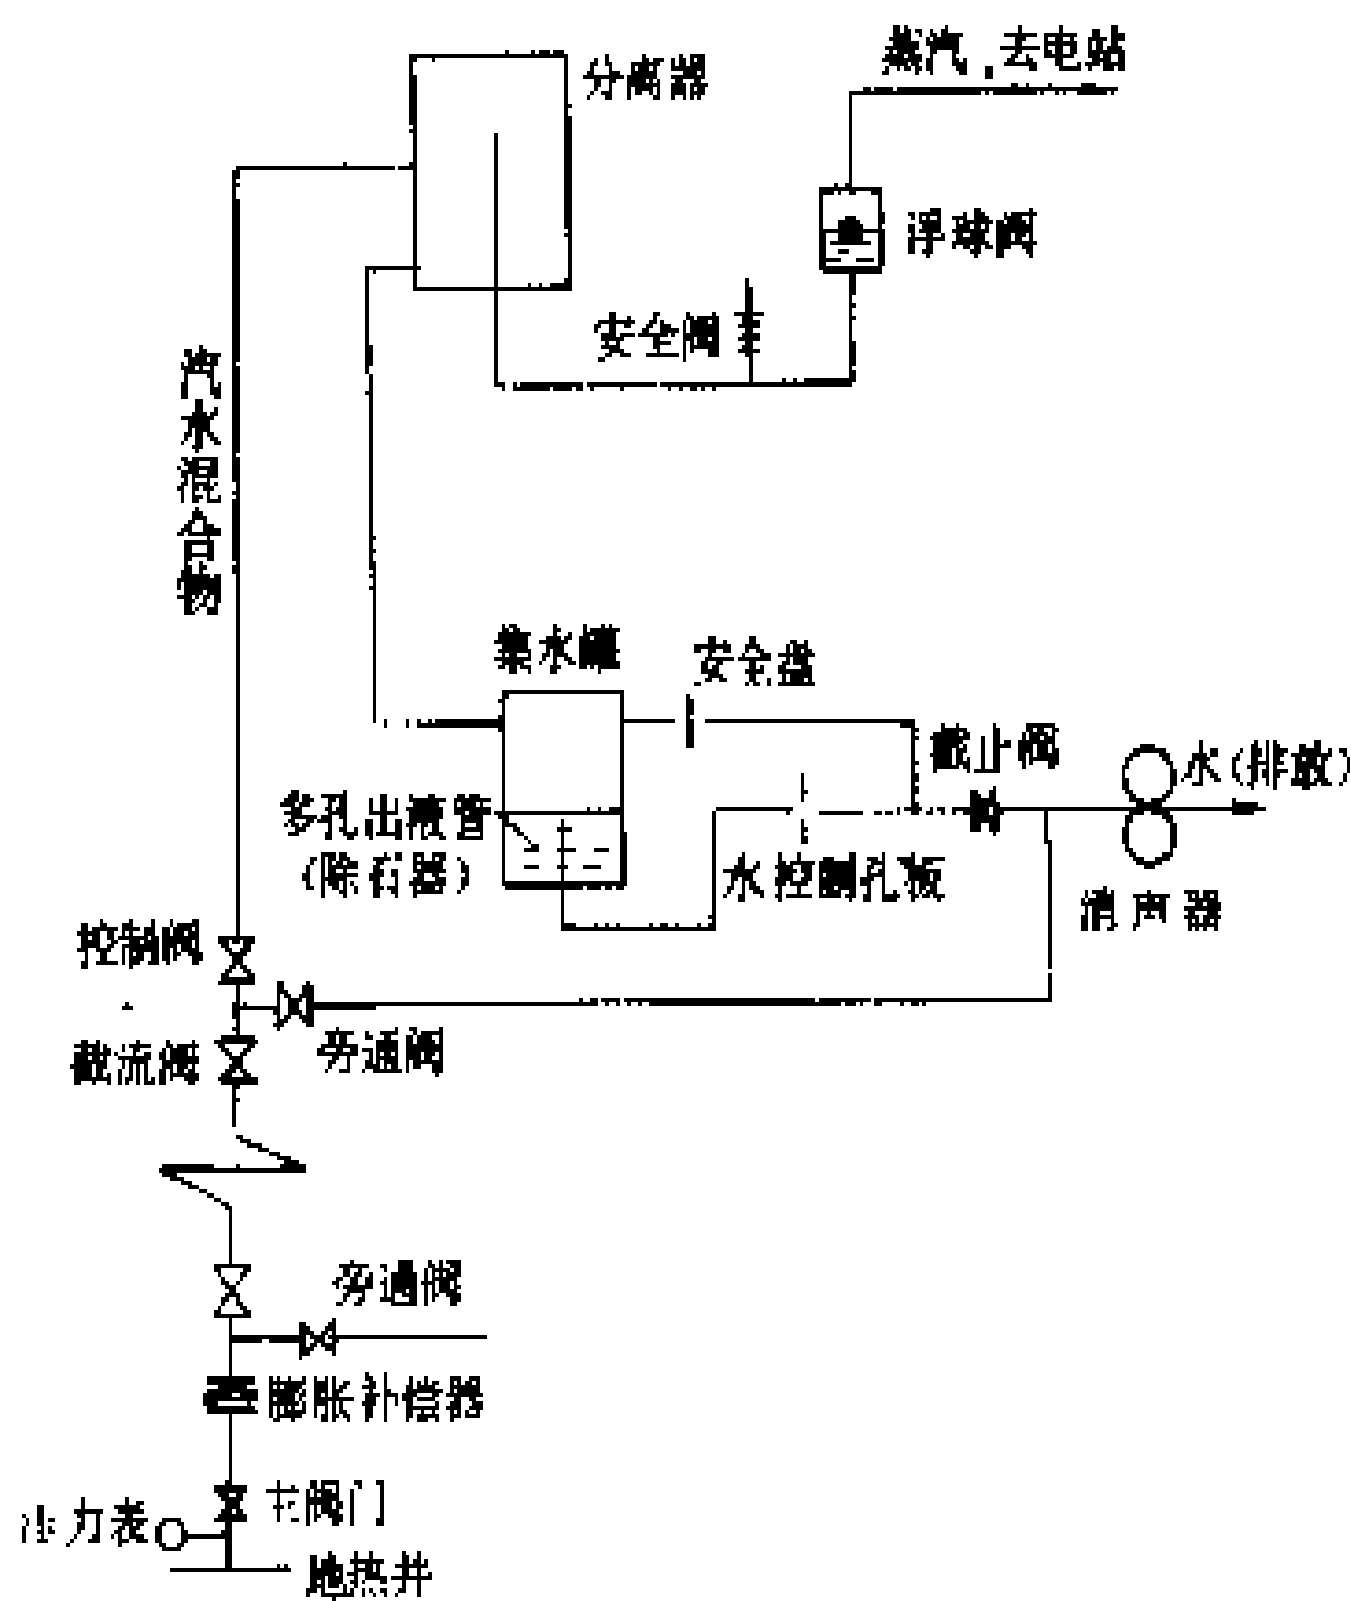 蒸汽,去电站
分离器
浮球阀
安全阀
汽水混合物
集水罐
安全盘
截止阀
水(排放)
多孔出液管
(除石器)
水控制孔板
消声器
控制阀
旁通阀
截流阀
旁通阀
膨胀补偿器
主阀门
压力表
地热井